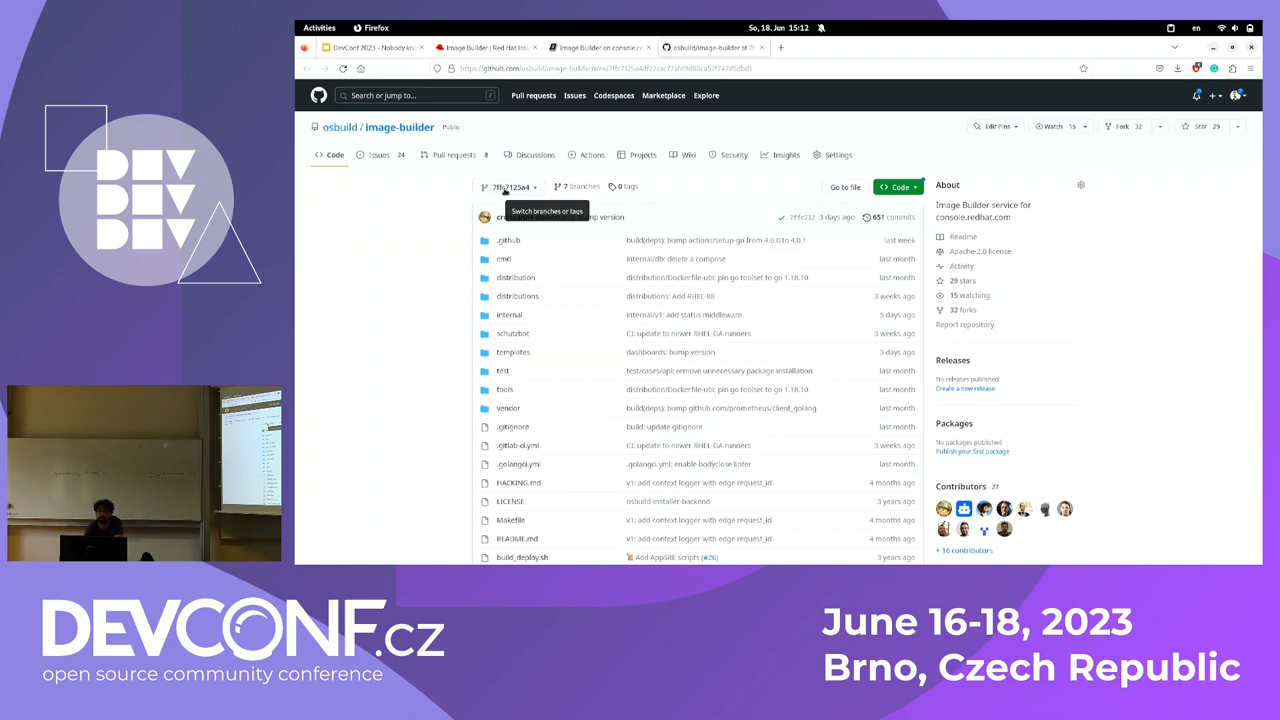 Activities
Firefox
So, 18. Jun 15:12
en
DevConf 2023 - Nobody kno
Image Builder | Red Hat Insi
Image Builder on console.re
osbuild/image-builder at 7f
Search or jump to...
/
Pull requests
Issues
Codespaces
Marketplace
Explore
osbuild / image-builder
Public
Edit Pins
Watch 15
Fork 32
Star 29
Code
Issues 24
Pull requests 8
Discussions
Actions
Projects
Wiki
Security
Insights
Settings
7ffc7125a4
7 branches
0 tags
Go to file
Code
Switch branches or tags
bump version
7ffc712 3 days ago
651 commits
.github build(deps): bump actions/setup-go from 4.0.0 to 4.0.1 last week
cmd internal/db: delete a compose last month
distribution distribution/Dockerfile-ubi: pin go toolset to go 1.18.10 last month
distributions distributions: Add RHEL-88 3 weeks ago
internal internal/v1: add status middleware 5 days ago
schutzbot CI: update to newer RHEL-GA runners 3 weeks ago
templates dashboards: bump version 3 days ago
test test/cases/api: remove unnecessary package installation last month
tools distribution/Dockerfile-ubi: pin go toolset to go 1.18.10 last month
vendor build(deps): bump github.com/prometheus/client_golang last month
.gitignore build: update gitignore last month
.gitlab-ci.yml CI: update to newer RHEL-GA runners 3 weeks ago
.golangci.yml .golangci.yml: enable bodyclose linter last month
HACKING.md v1: add context logger with edge request_id 4 months ago
LICENSE osbuild-installer-backend 3 years ago
Makefile v1: add context logger with edge request_id 4 months ago
README.md v1: add context logger with edge request_id 4 months ago
build_deploy.sh Add AppSRE scripts (#26) 3 years ago
About
Image Builder service for
console.redhat.com
Readme
Apache-2.0 license
Activity
29 stars
15 watching
32 forks
Report repository
Releases
No releases published
Create a new release
Packages
No packages published
Publish your first package
Contributors 27
+ 16 contributors
DEV
DEV
DEV
DEVCONF.cz
open source community conference
June 16-18, 2023
Brno, Czech Republic